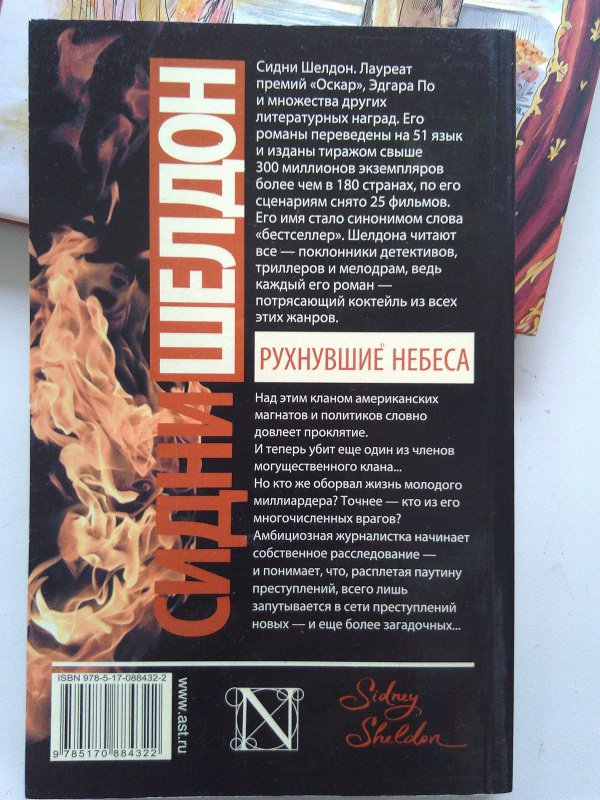 СИДНИ ШЕЛДОН
Сидни Шелдон. Лауреат
премий «Оскар», Эдгара По
и множества других
литературных наград. Его
романы переведены на 51 язык
и изданы тиражом свыше
300 миллионов экземпляров
более чем в 180 странах, по его
сценариям снято 25 фильмов.
Его имя стало синонимом слова
«бестселлер». Шелдона читают
все — поклонники детективов,
триллеров и мелодрам, ведь
каждый его роман —
потрясающий коктейль из всех
этих жанров.
РУХНУВШИЕ НЕБЕСА
Над этим кланом американских
магнатов и политиков словно
довлеет проклятие.
И теперь убит еще один из членов
могущественного клана...
Но кто же оборвал жизнь молодого
миллиардера? Точнее — кто из его
многочисленных врагов?
Амбициозная журналистка начинает
собственное расследование —
и понимает, что, расплетая паутину
преступлений, всего лишь
запутывается в сети преступлений
новых — и еще более загадочных...
ISBN 978-5-17-088432-2
9 785170 884322
www.ast.ru
N
Sidney
Sheldon